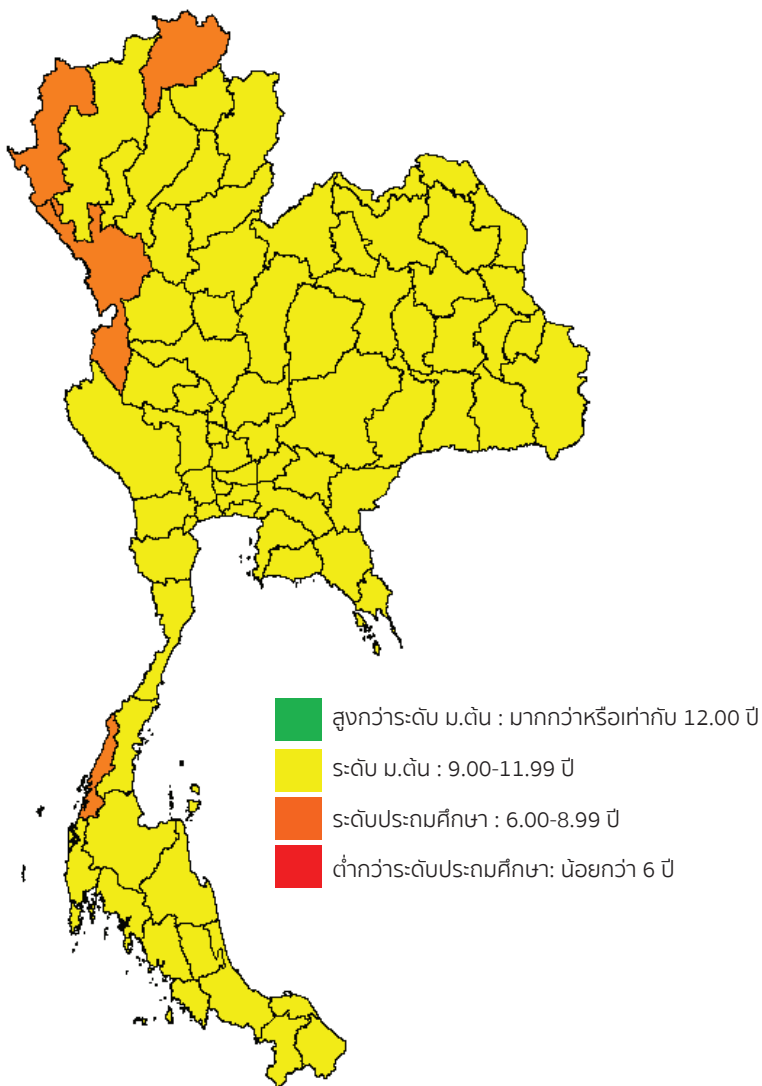 สูงกว่าระดับ ม.ต้น : มากกว่าหรือเท่ากับ 12.00 ปี
ระดับ ม.ต้น : 9.00-11.99 ปี
ระดับประถมศึกษา : 6.00-8.99 ปี
ต่ำกว่าระดับประถมศึกษา: น้อยกว่า 6 ปี